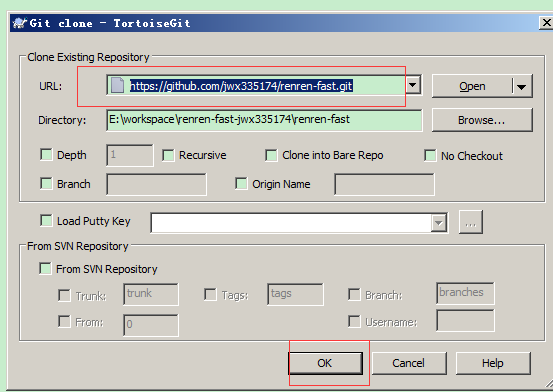 Git clone - TortoiseGit
Clone Existing Repository
URL: https://github.com/jwx335174/renren-fast.git Open
Directory: E:\workspace\renren-fast-jwx335174\renren-fast Browse...
Depth 1 Recursive Clone into Bare Repo No Checkout
Branch Origin Name
Load Putty Key ...
From SVN Repository
From SVN Repository
Trunk: trunk Tags: tags Branch: branches
From: 0 Username:
OK Cancel Help